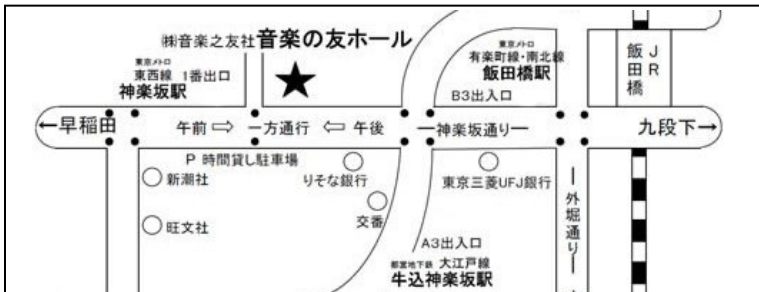 ㈱音楽之友社 音楽の友ホール
東京メトロ
東西線 1番出口
神楽坂駅
東京メトロ
有楽町線・南北線
飯田橋駅
B3出入口
JR
飯田橋
←早稲田
午前 ⇨ 一方通行 ⇦ 午後
神楽坂通り
九段下→
P 時間貸し駐車場
新潮社
りそな銀行
東京三菱UFJ銀行
旺文社
交番
外堀通り
A3出入口
都営地下鉄 大江戸線
牛込神楽坂駅